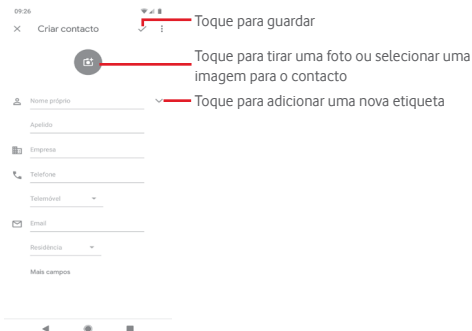 09:26
Criar contacto
Toque para guardar
Toque para tirar uma foto ou selecionar uma
imagem para o contacto
Nome próprio
Toque para adicionar uma nova etiqueta
Apelido
Empresa
Telefone
Telemóvel
Email
Residência
Mais campos